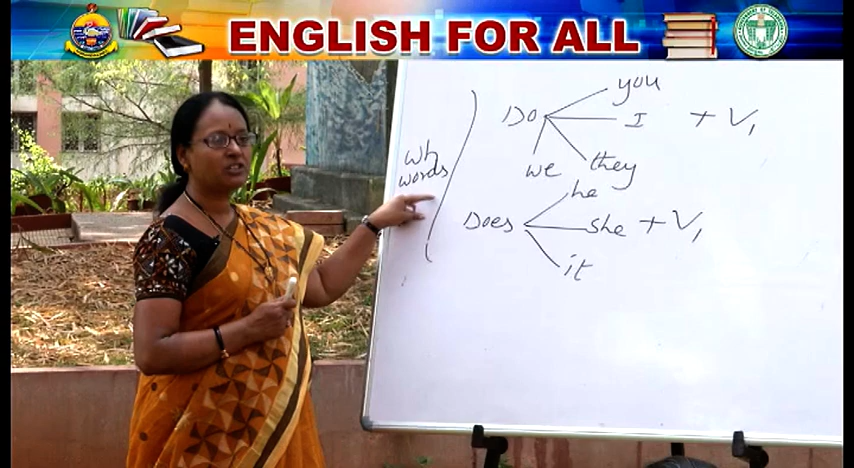 ENGLISH FOR ALL
you
Do I + V1
we they
wh
words
he
Does she + V1
it